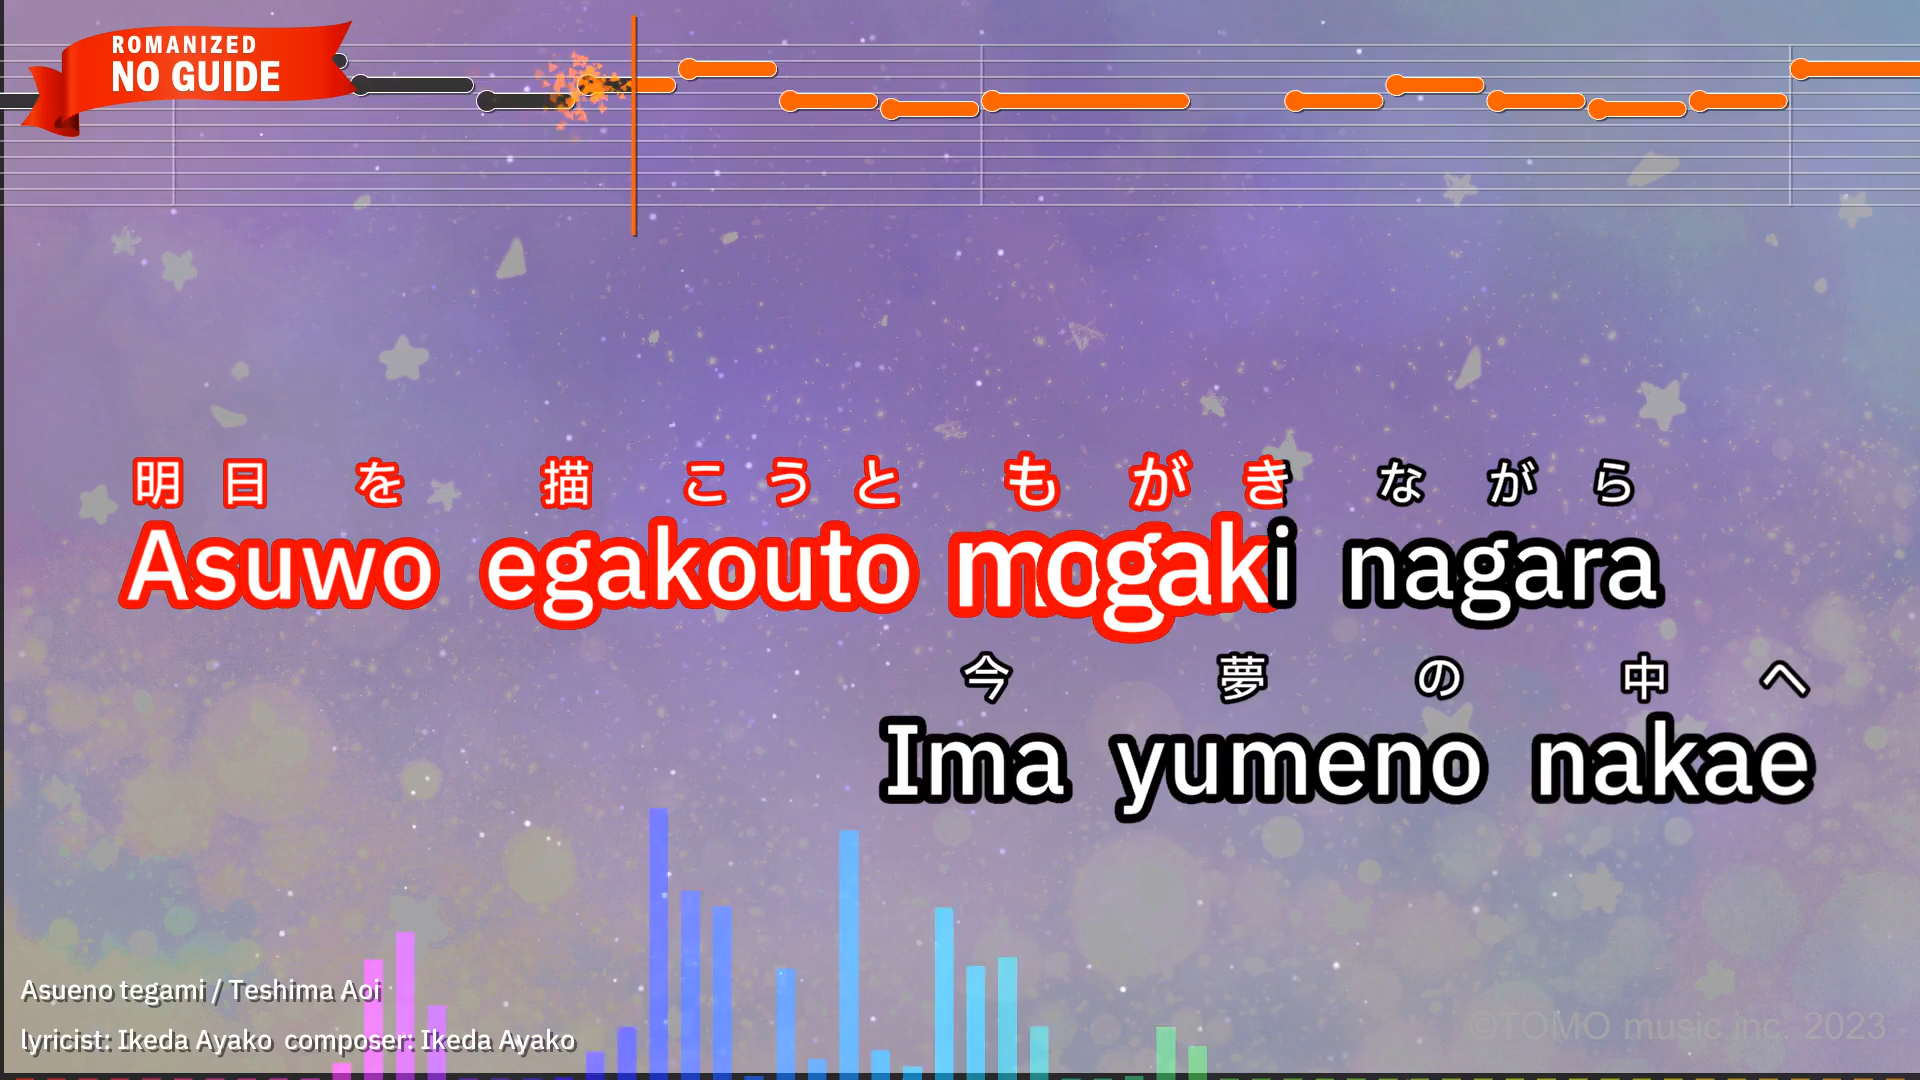 ROMANIZED
NO GUIDE
明日を描こうともがきながら
Asuwo egakouto mogaki nagara
今夢の中へ
Ima yumeno nakae
Asueno tegami / Teshima Aoi
lyricist: Ikeda Ayako composer: Ikeda Ayako
©TOMO music inc. 2023